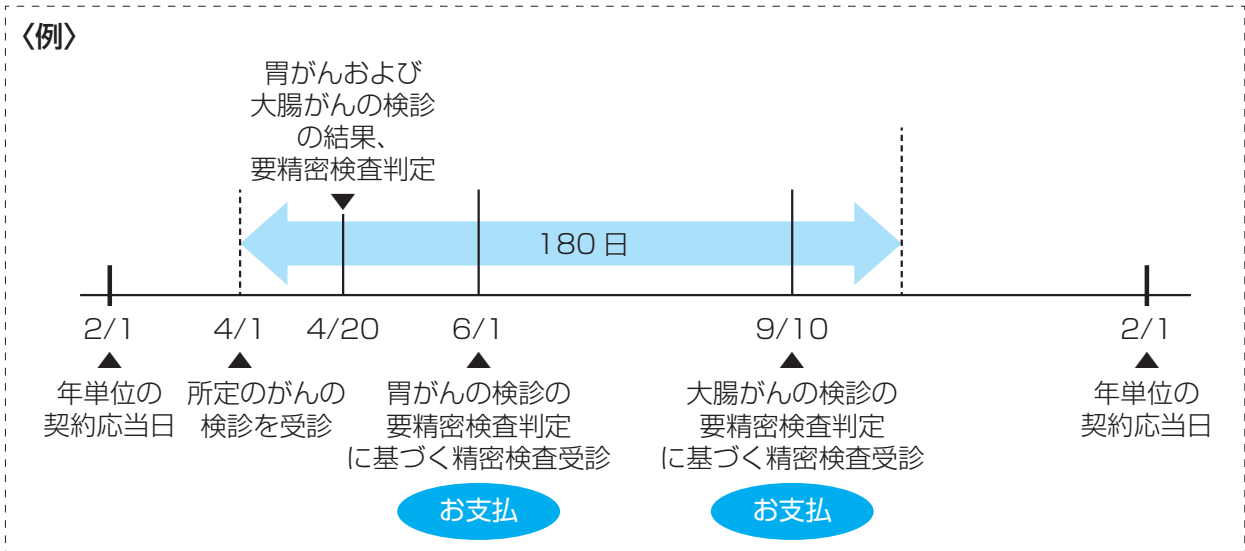 〈例〉
胃がんおよび
大腸がんの検診
の結果、
要精密検査判定
180日
2/1
4/1
4/20
6/1
9/10
2/1
年単位の
契約応当日
所定のがんの
検診を受診
胃がんの検診の
要精密検査判定
に基づく精密検査受診
大腸がんの検診の
要精密検査判定
に基づく精密検査受診
年単位の
契約応当日
お支払
お支払